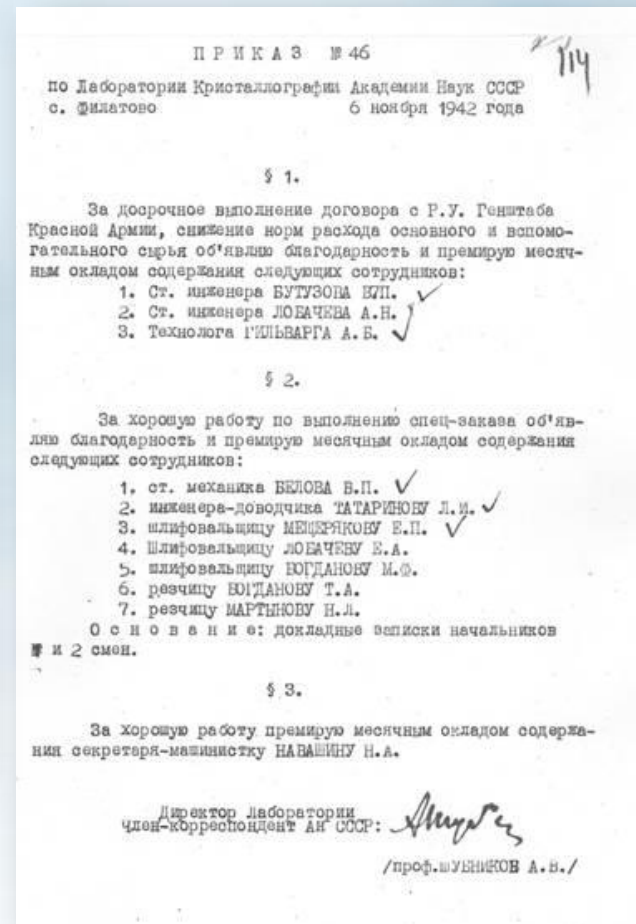 114
ПРИКАЗ № 46
по Лаборатории Кристаллографии Академии Наук СССР
с. Филатово 6 ноября 1942 года
§ 1.
За досрочное выполнение договора с Р.У. Генштаба
Красной Армии, снижение норм расхода основного и вспомо-
гательного сырья об'являю благодарность и премирую месяч-
ным окладом содержания следующих сотрудников:
1. Ст. инженера БУТУЗОВА В.П.
2. Ст. инженера ЛОБАЧЕВА А.Н.
3. Технолога ГИЛЬВАРГА А.Б.
§ 2.
За хорошую работу по выполнению спец-заказа об'яв-
ляю благодарность и премирую месячным окладом содержания
следующих сотрудников:
1. ст. механика БЕЛОВА В.П.
2. инженера-доводчика ТАТАРИНОВУ Л.И.
3. шлифовальщицу МЕЩЕРЯКОВУ Е.П.
4. Шлифовальщицу ЛОБАЧЕВУ Е.А.
5. шлифовальщицу БОГДАНОВУ М.Ф.
6. резчицу БОГДАНОВУ Т.А.
7. резчицу МАРТЫНОВУ Н.Л.
Основание: докладные записки начальников
и 2 смен.
§ 3.
За хорошую работу премирую месячным окладом содержа-
ния секретаря-машинистку НАВАШИНУ Н.А.
Директор Лаборатории
член-корреспондент АН СССР:
/проф.ШУБНИКОВ А.В./